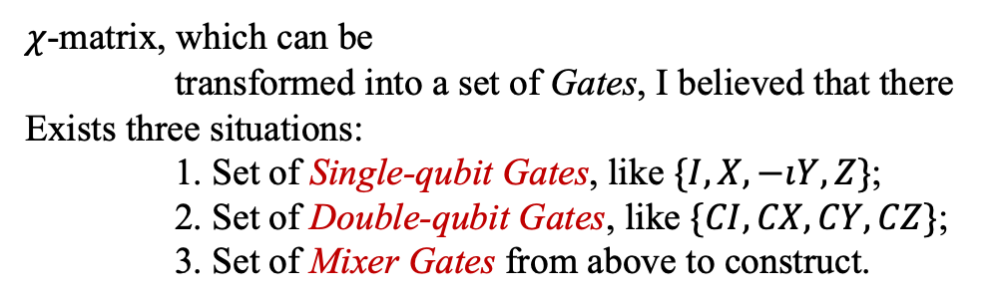 χ-matrix, which can be
transformed into a set of Gates, I believed that there
Exists three situations:
1. Set of Single-qubit Gates, like {I, X, −ιY, Z};
2. Set of Double-qubit Gates, like {CI, CX, CY, CZ};
3. Set of Mixer Gates from above to construct.